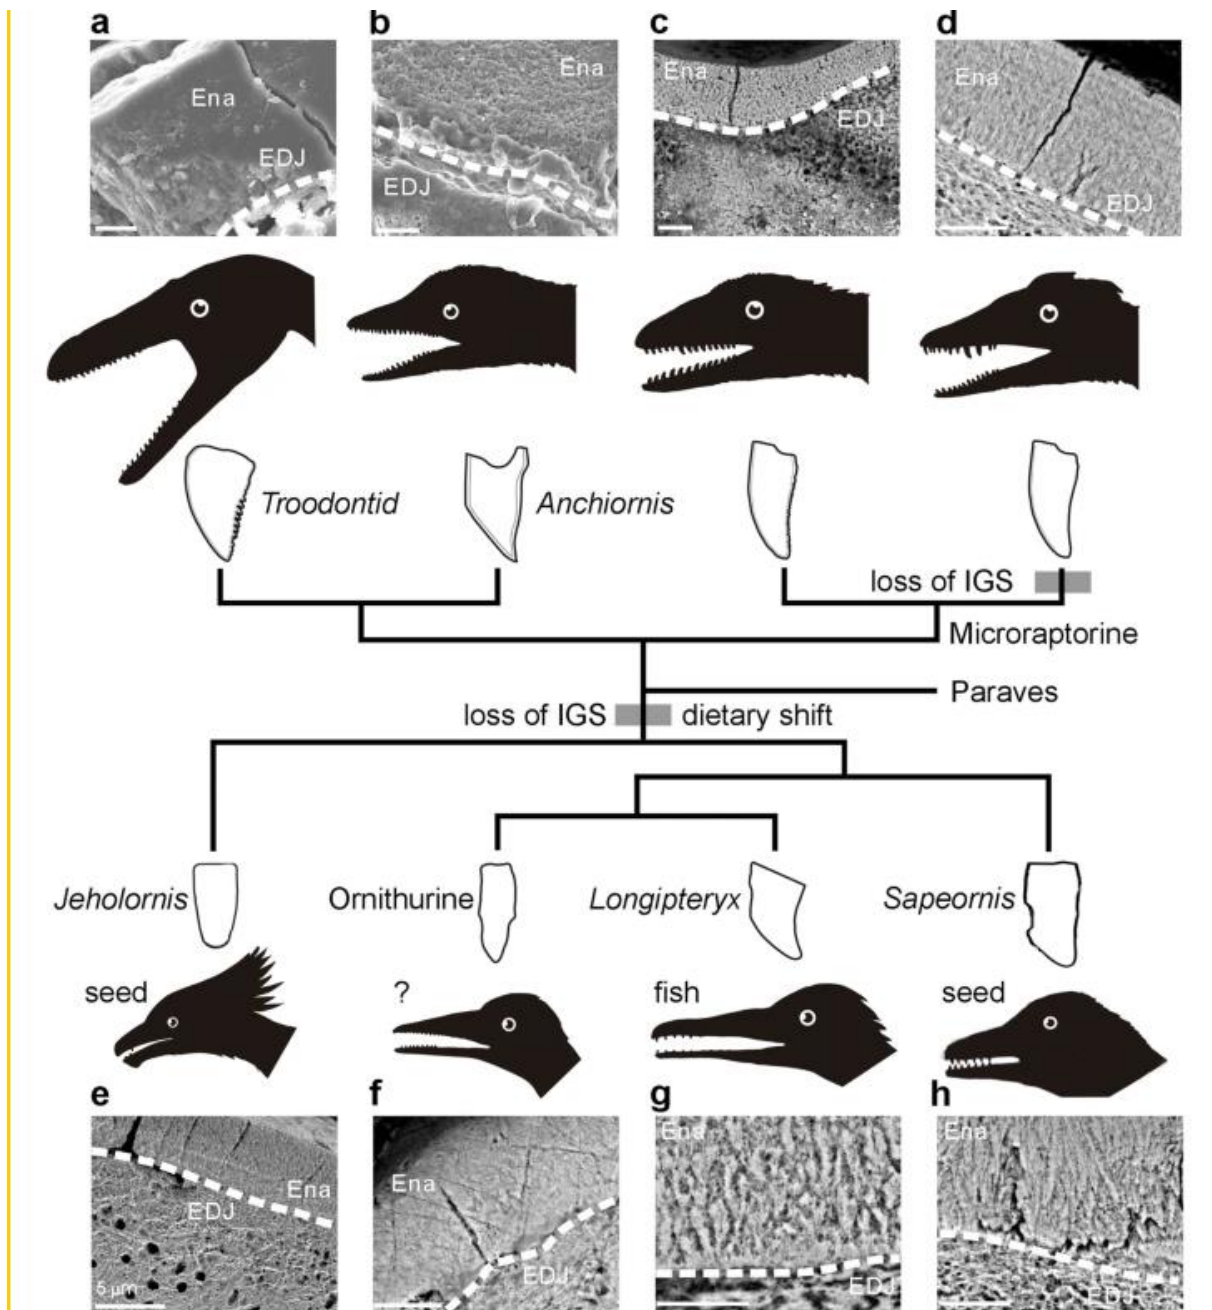 a b c d
Ena Ena Ena Ena
EDJ EDJ EDJ EDJ
Troodontid Anchiornis
loss of IGS
Microraptorine
Paraves
loss of IGS dietary shift
Jeholornis Ornithurine Longipteryx Sapeornis
seed ? fish seed
e f g h
Ena Ena Ena Ena
EDJ EDJ EDJ EDJ
5 µm